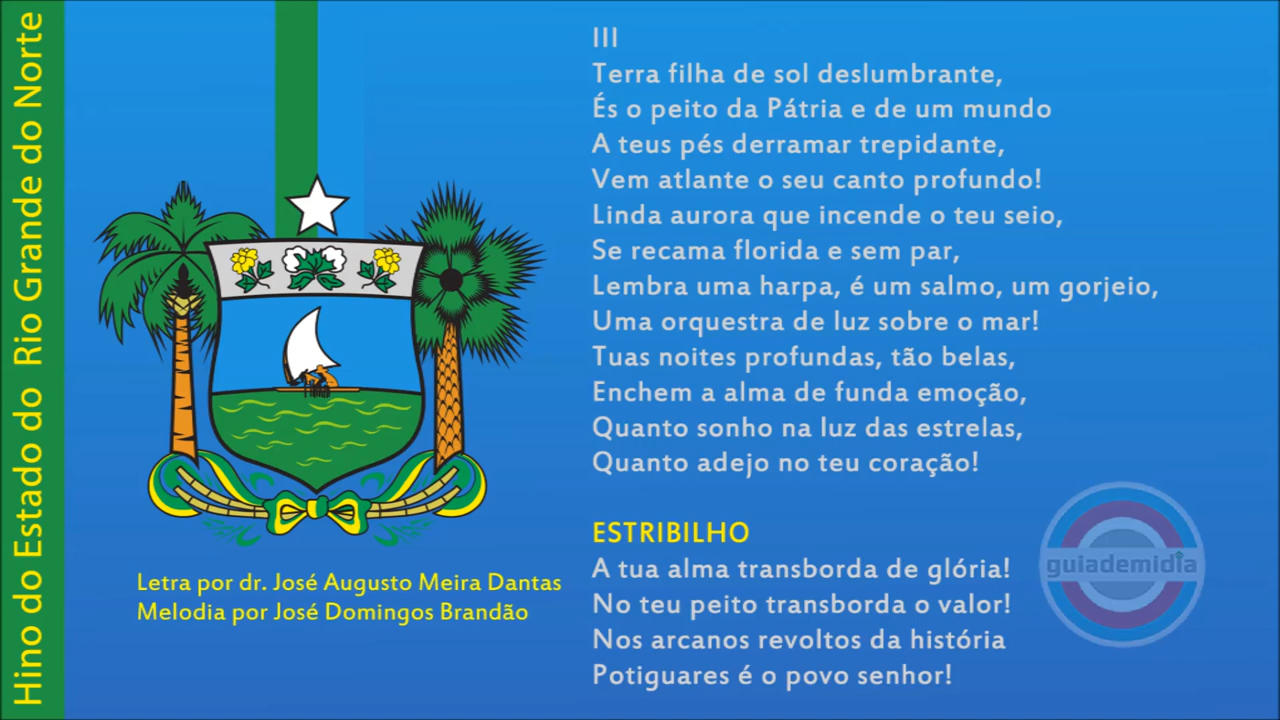 Hino do Estado do Rio Grande do Norte
III
Terra filha de sol deslumbrante,
És o peito da Pátria e de um mundo
A teus pés derramar trepidante,
Vem atlante o seu canto profundo!
Linda aurora que incende o teu seio,
Se recama florida e sem par,
Lembra uma harpa, é um salmo, um gorjeio,
Uma orquestra de luz sobre o mar!
Tuas noites profundas, tão belas,
Enchem a alma de funda emoção,
Quanto sonho na luz das estrelas,
Quanto adejo no teu coração!
ESTRIBILHO
A tua alma transborda de glória!
No teu peito transborda o valor!
Nos arcanos revoltos da história
Potiguares é o povo senhor!
Letra por dr. José Augusto Meira Dantas
Melodia por José Domingos Brandão
guiademidia